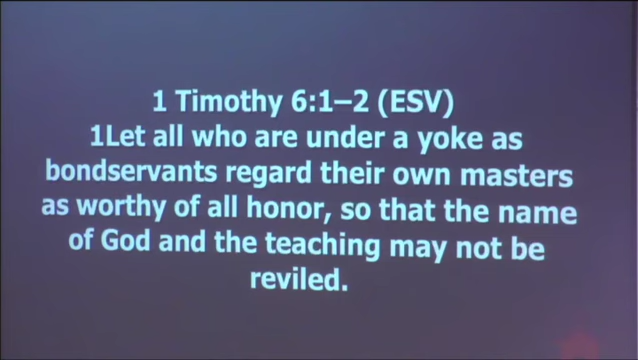 1 Timothy 6:1–2 (ESV)
1Let all who are under a yoke as
bondservants regard their own masters
as worthy of all honor, so that the name
of God and the teaching may not be
reviled.